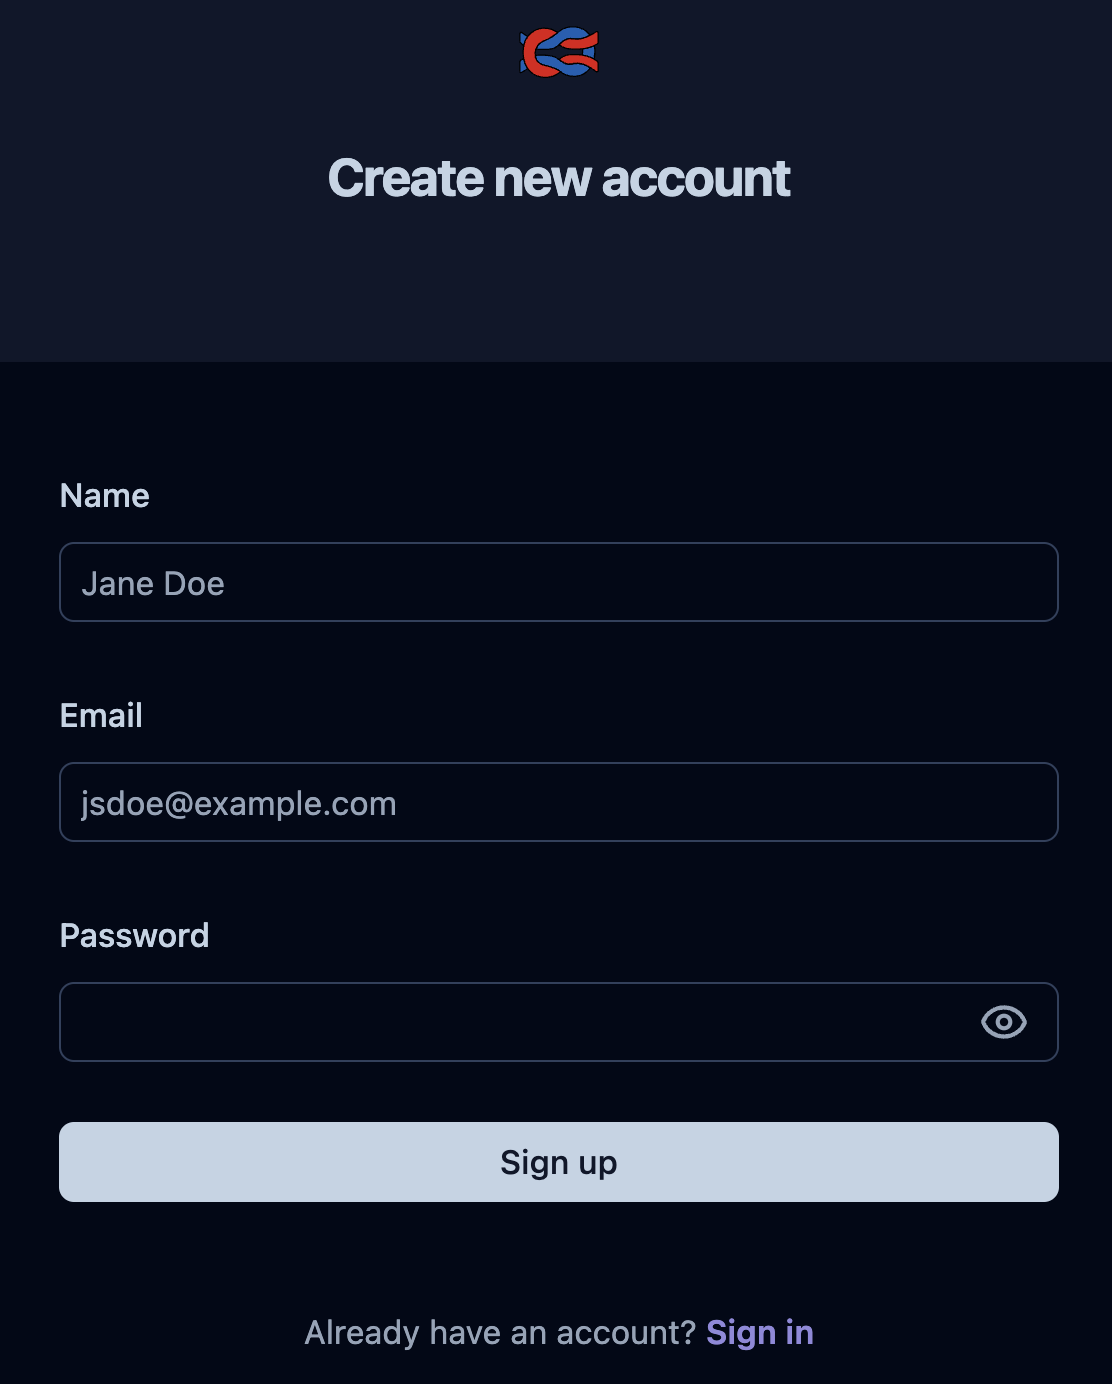 Create new account
Name
Jane Doe
Email
jsdoe@example.com
Password
Sign up
Already have an account? Sign in